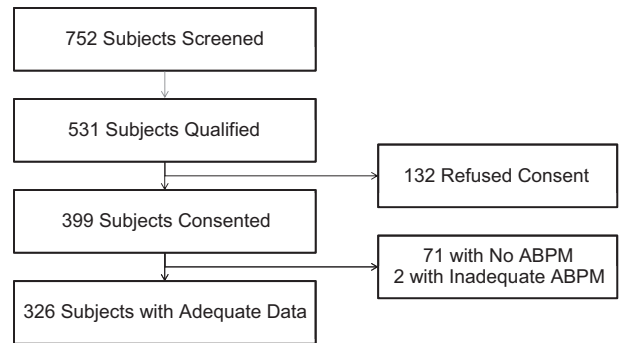 752 Subjects Screened
531 Subjects Qualified
132 Refused Consent
399 Subjects Consented
71 with No ABPM
2 with Inadequate ABPM
326 Subjects with Adequate Data